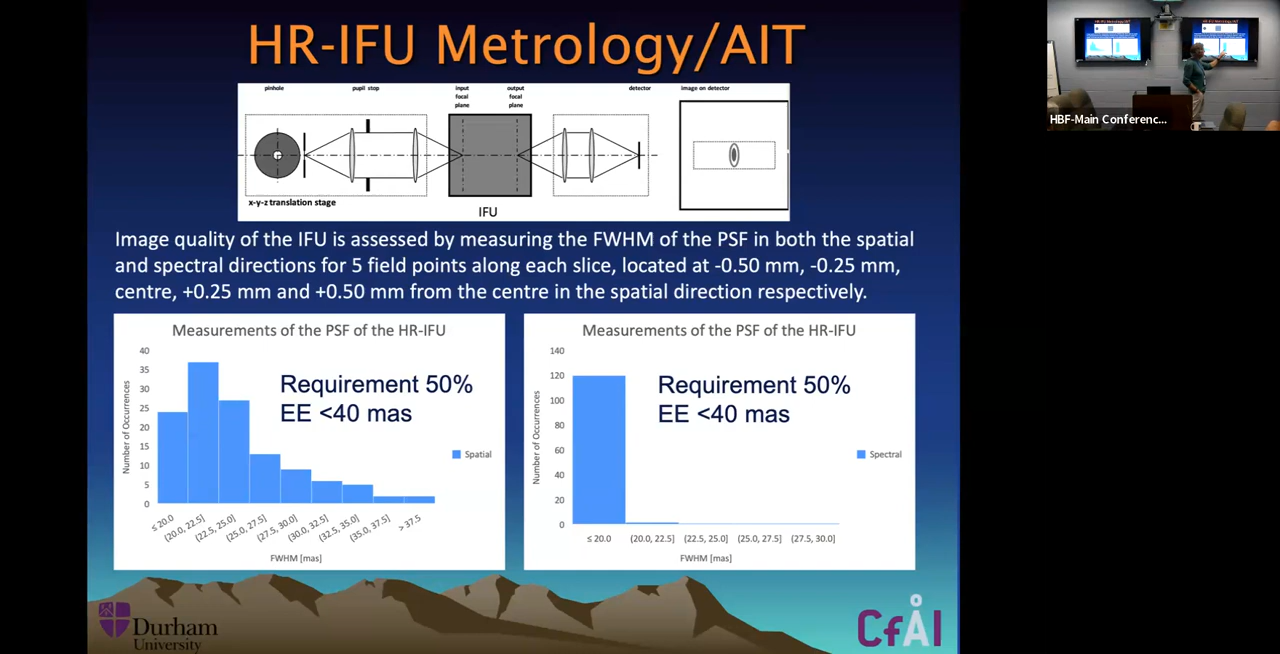 HR-IFU Metrology/AIT
pinhole
pupil stop
input
focal
plane
output
focal
plane
detector
image on detector
x-y-z translation stage
IFU
Image quality of the IFU is assessed by measuring the FWHM of the PSF in both the spatial
and spectral directions for 5 field points along each slice, located at -0.50 mm, -0.25 mm,
centre, +0.25 mm and +0.50 mm from the centre in the spatial direction respectively.
Measurements of the PSF of the HR-IFU
Number of Occurrences
40
35
30
25
20
15
10
5
0
Requirement 50%
EE <40 mas
Spatial
≤ 20.0
(20.0, 22.5]
(22.5, 25.0]
(25.0, 27.5]
(27.5, 30.0]
(30.0, 32.5]
(32.5, 35.0]
(35.0, 37.5]
> 37.5
FWHM [mas]
Measurements of the PSF of the HR-IFU
Number of Occurrences
140
120
100
80
60
40
20
0
Requirement 50%
EE <40 mas
Spectral
≤ 20.0
(20.0, 22.5]
(22.5, 25.0]
(25.0, 27.5]
(27.5, 30.0]
FWHM [mas]
Durham
University
CfAI
HBF-Main Conferenc...